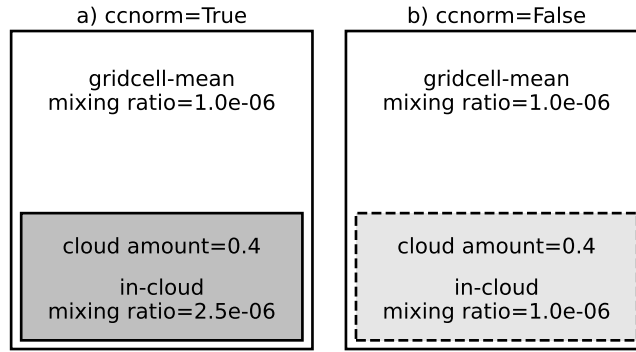 a) ccnorm=True
gridcell-mean
mixing ratio=1.0e-06
cloud amount=0.4
in-cloud
mixing ratio=2.5e-06
b) ccnorm=False
gridcell-mean
mixing ratio=1.0e-06
cloud amount=0.4
in-cloud
mixing ratio=1.0e-06